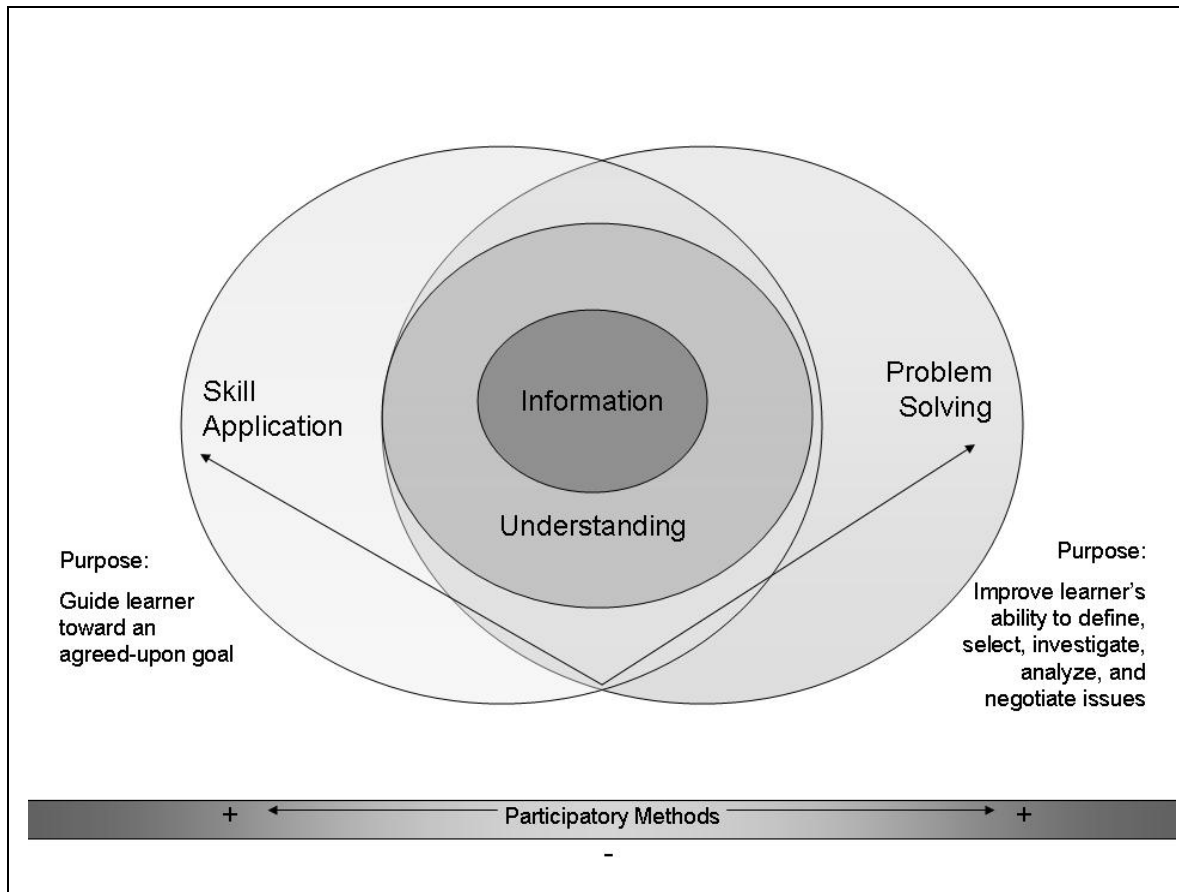 Skill
Application
Information
Understanding
Problem
Solving
Purpose:
Guide learner
toward an
agreed-upon goal
Purpose:
Improve learner's
ability to define,
select, investigate,
analyze, and
negotiate issues
+ Participatory Methods +
-